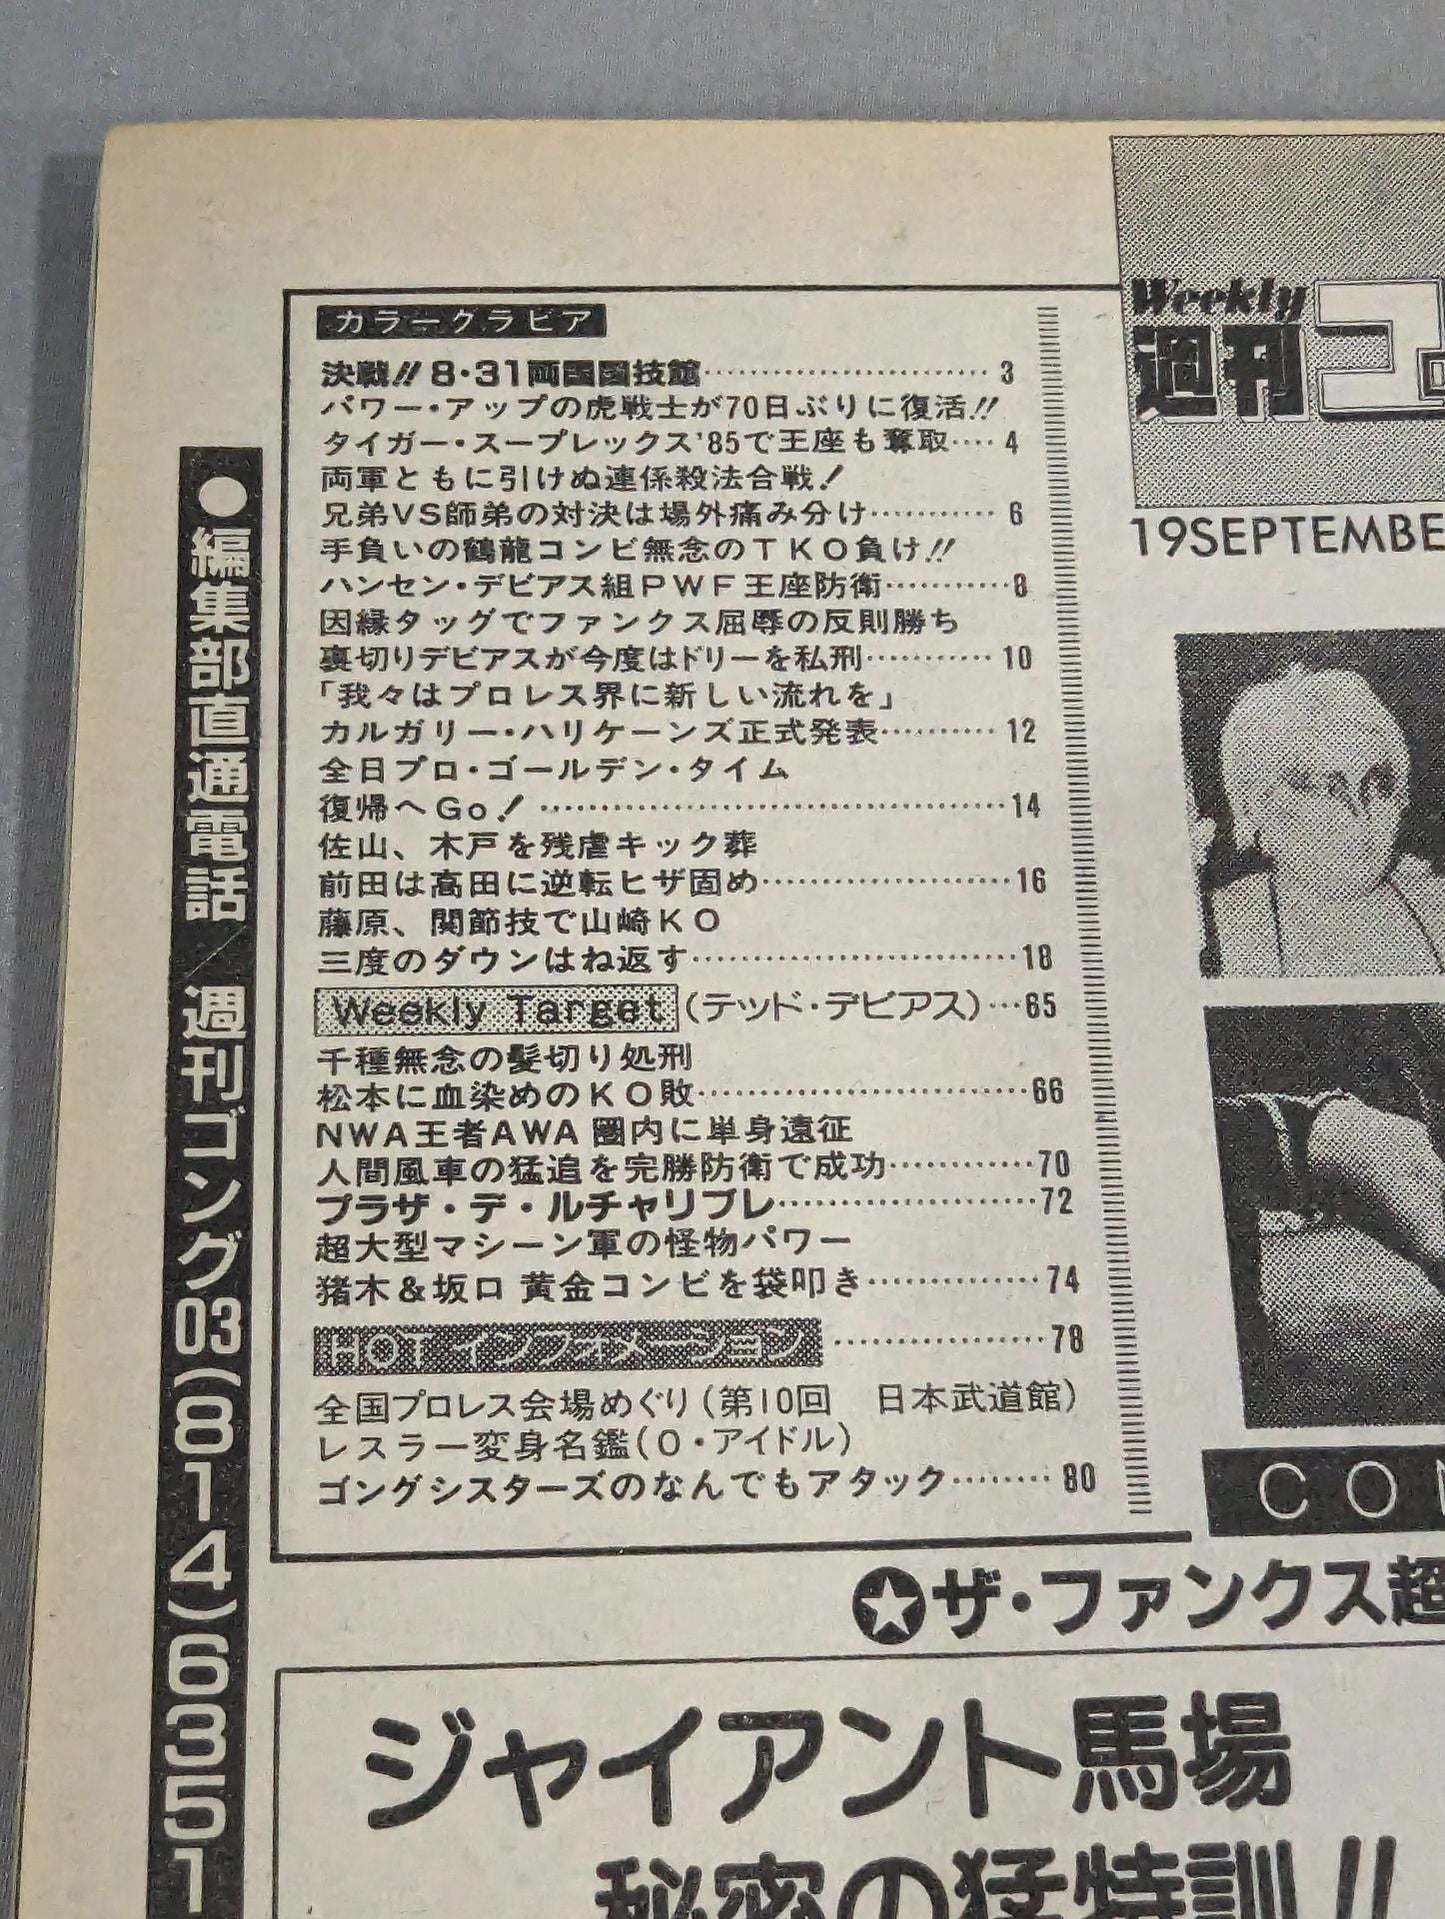 カラーグラビア
決戦!! 8・31両国国技館……………………3
パワー・アップの虎戦士が70日ぶりに復活!!
タイガー・スープレックス'85で王座も奪取……4
両軍ともに引けぬ連係殺法合戦!
兄弟VS師弟の対決は場外痛み分け…………6
手負いの鶴龍コンビ無念のTKO負け!!
ハンセン・デビアス組PWF王座防衛…………8
因縁タッグでファンクス屈辱の反則勝ち
裏切りデビアスが今度はドリーを私刑…………10
「我々はプロレス界に新しい流れを」
カルガリー・ハリケーンズ正式発表…………12
全日プロ・ゴールデン・タイム
復帰へGo!……………………………………14
佐山、木戸を残虐キック葬
前田は高田に逆転ヒザ固め……………………16
藤原、関節技で山崎KO
三度のダウンはね返す…………………………18
Weekly Target(テッド・デビアス)…65
千種無念の髪切り処刑
松本に血染めのKO敗…………………………66
NWA王者AWA圏内に単身遠征
人間風車の猛追を完勝防衛で成功…………70
プラザ・デ・ルチャリブレ……………………72
超大型マシーン軍の怪物パワー
猪木&坂口 黄金コンビを袋叩き……………74
HOT インフォメーション………………78
全国プロレス会場めぐり(第10回 日本武道館)
レスラー変身名鑑(O・アイドル)
ゴングシスターズのなんでもアタック………80
●編集部直通電話/週刊ゴング03(814)6351
Weekly
週刊ゴ
19SEPTEMBE
CON
★ザ・ファンクス超
ジャイアント馬場
秘密の猛特訓!!